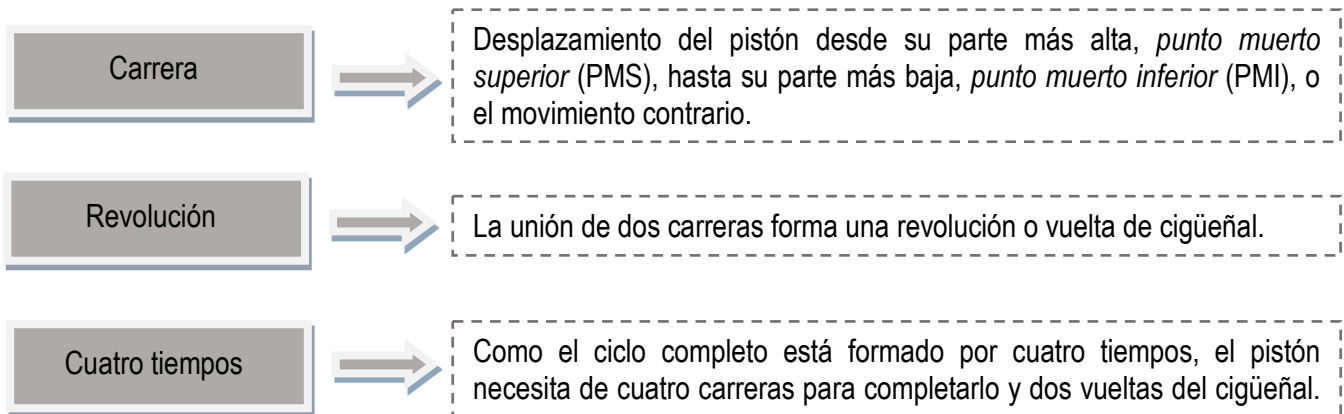 Carrera
Desplazamiento del pistón desde su parte más alta, punto muerto
superior (PMS), hasta su parte más baja, punto muerto inferior (PMI), o
el movimiento contrario.
Revolución
La unión de dos carreras forma una revolución o vuelta de cigüeñal.
Cuatro tiempos
Como el ciclo completo está formado por cuatro tiempos, el pistón
necesita de cuatro carreras para completarlo y dos vueltas del cigüeñal.